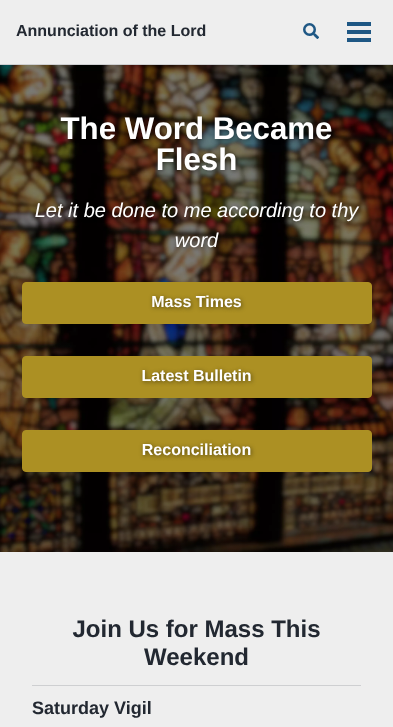 Annunciation of the Lord
The Word Became
Flesh
Let it be done to me according to thy
word
Mass Times
Latest Bulletin
Reconciliation
Join Us for Mass This
Weekend
Saturday Vigil